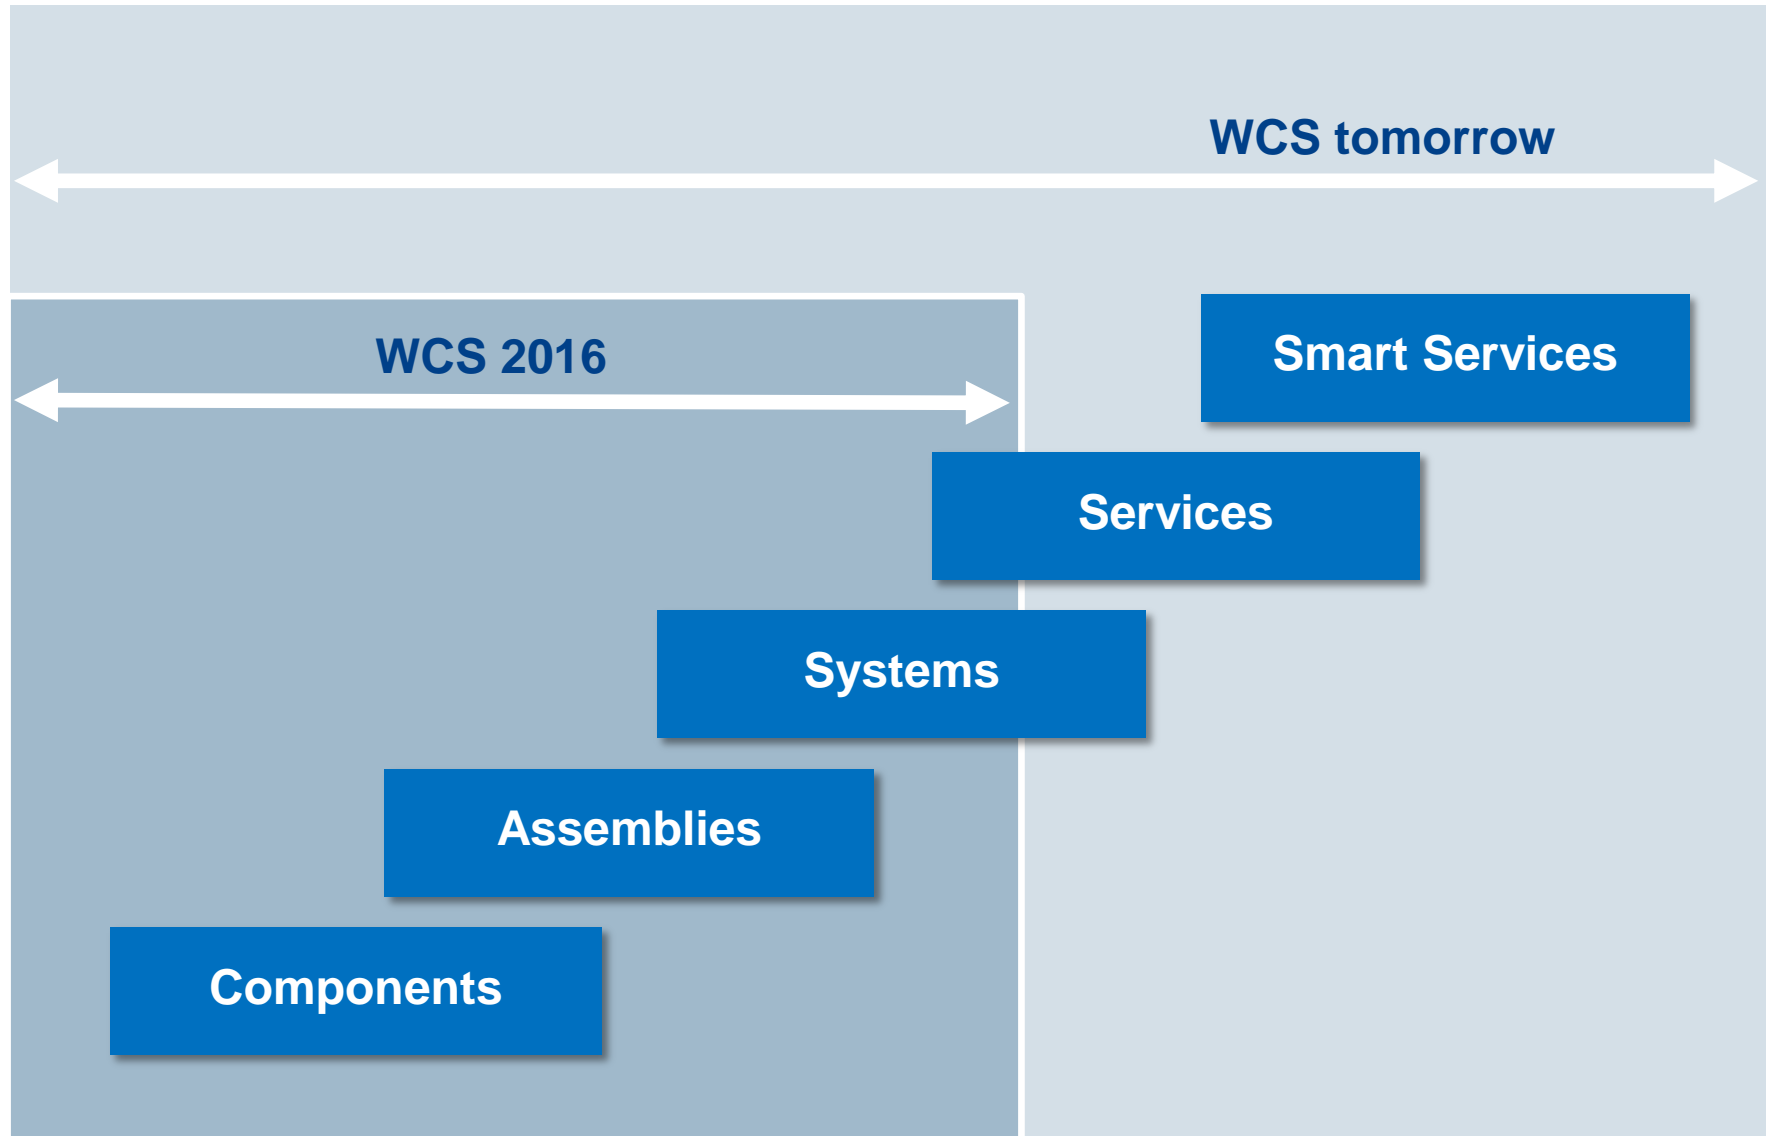 WCS tomorrow
WCS 2016
Smart Services
Services
Systems
Assemblies
Components